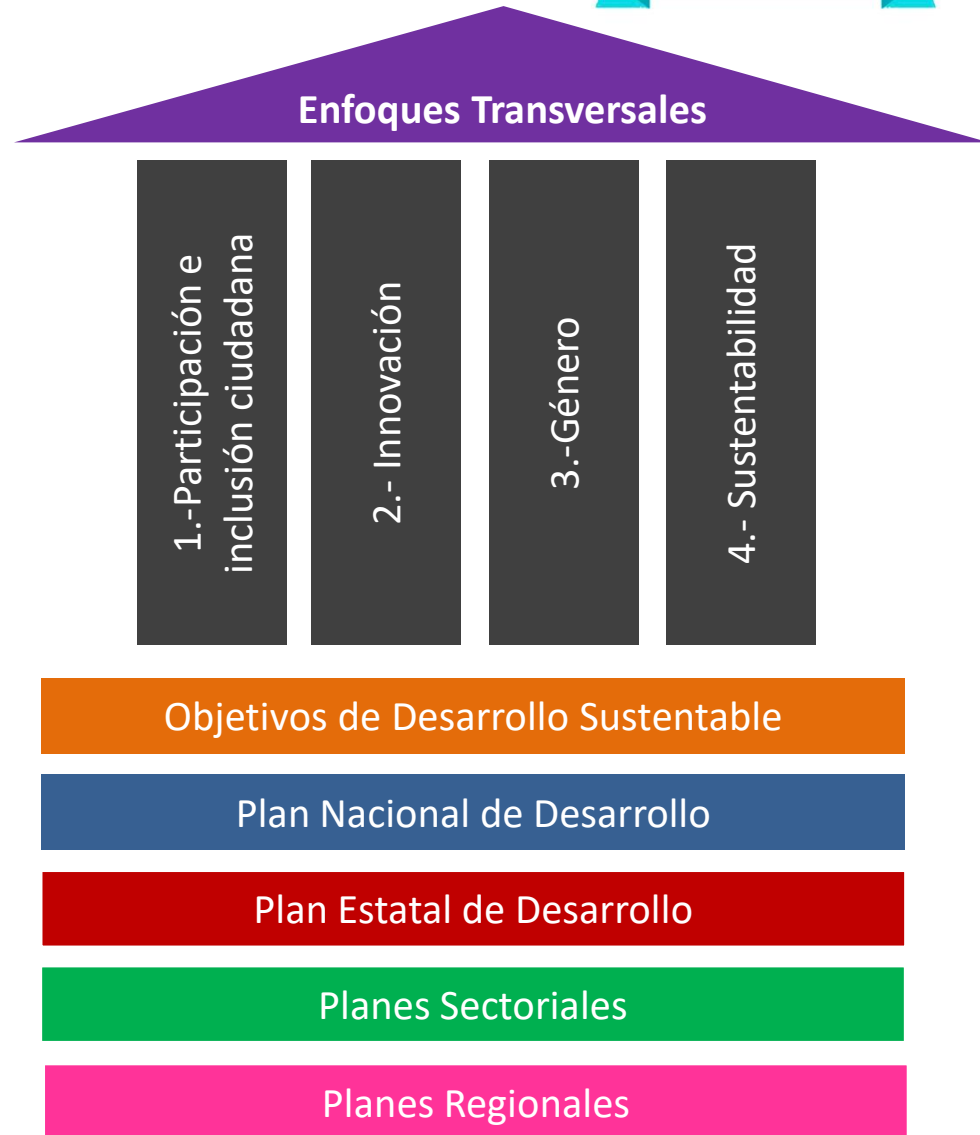 Enfoques Transversales
1.-Participación e
inclusión ciudadana
2.- Innovación
3.-Género
4.- Sustentabilidad
Objetivos de Desarrollo Sustentable
Plan Nacional de Desarrollo
Plan Estatal de Desarrollo
Planes Sectoriales
Planes Regionales